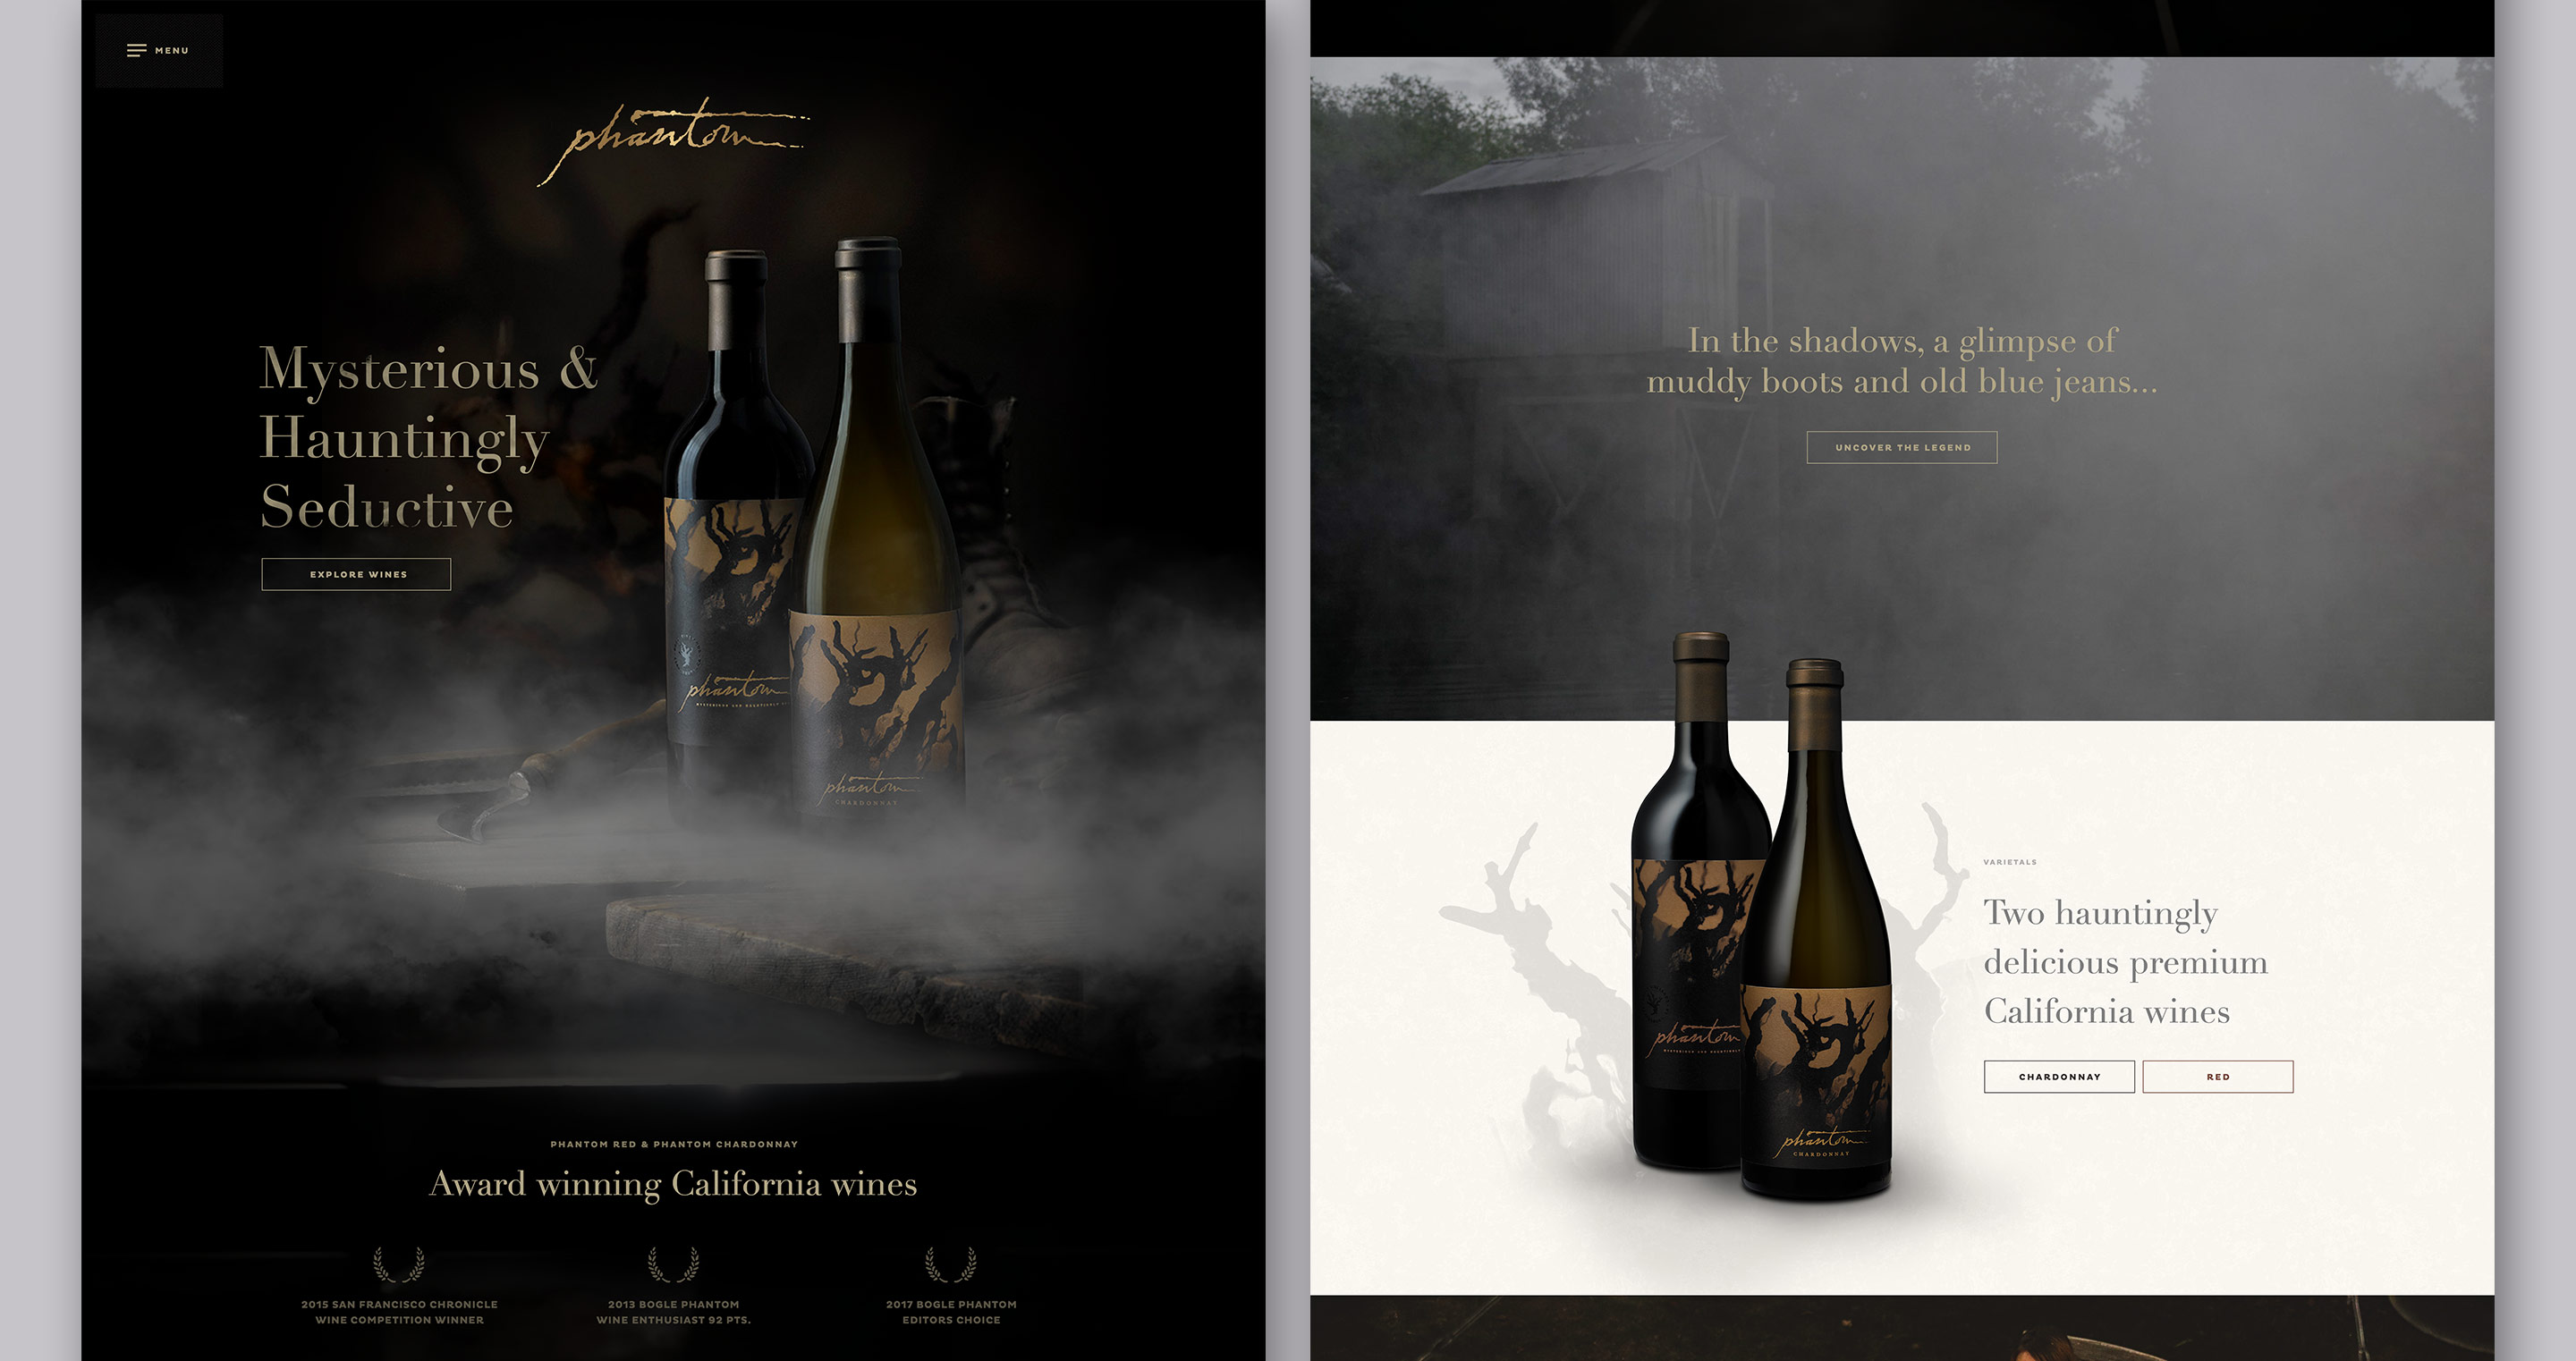 MENU
phantom
Mysterious &
Hauntingly
Seductive
EXPLORE WINES
phantom
phantom
CHARDONNAY
PHANTOM RED & PHANTOM CHARDONNAY
Award winning California wines
2015 SAN FRANCISCO CHRONICLE
WINE COMPETITION WINNER
2013 BOGLE PHANTOM
WINE ENTHUSIAST 92 PTS.
2017 BOGLE PHANTOM
EDITORS CHOICE
In the shadows, a glimpse of
muddy boots and old blue jeans...
UNCOVER THE LEGEND
VARIETALS
Two hauntingly
delicious premium
California wines
CHARDONNAY
RED
phantom
MYSTERIOUS AND HAUNTINGLY
phantom
CHARDONNAY